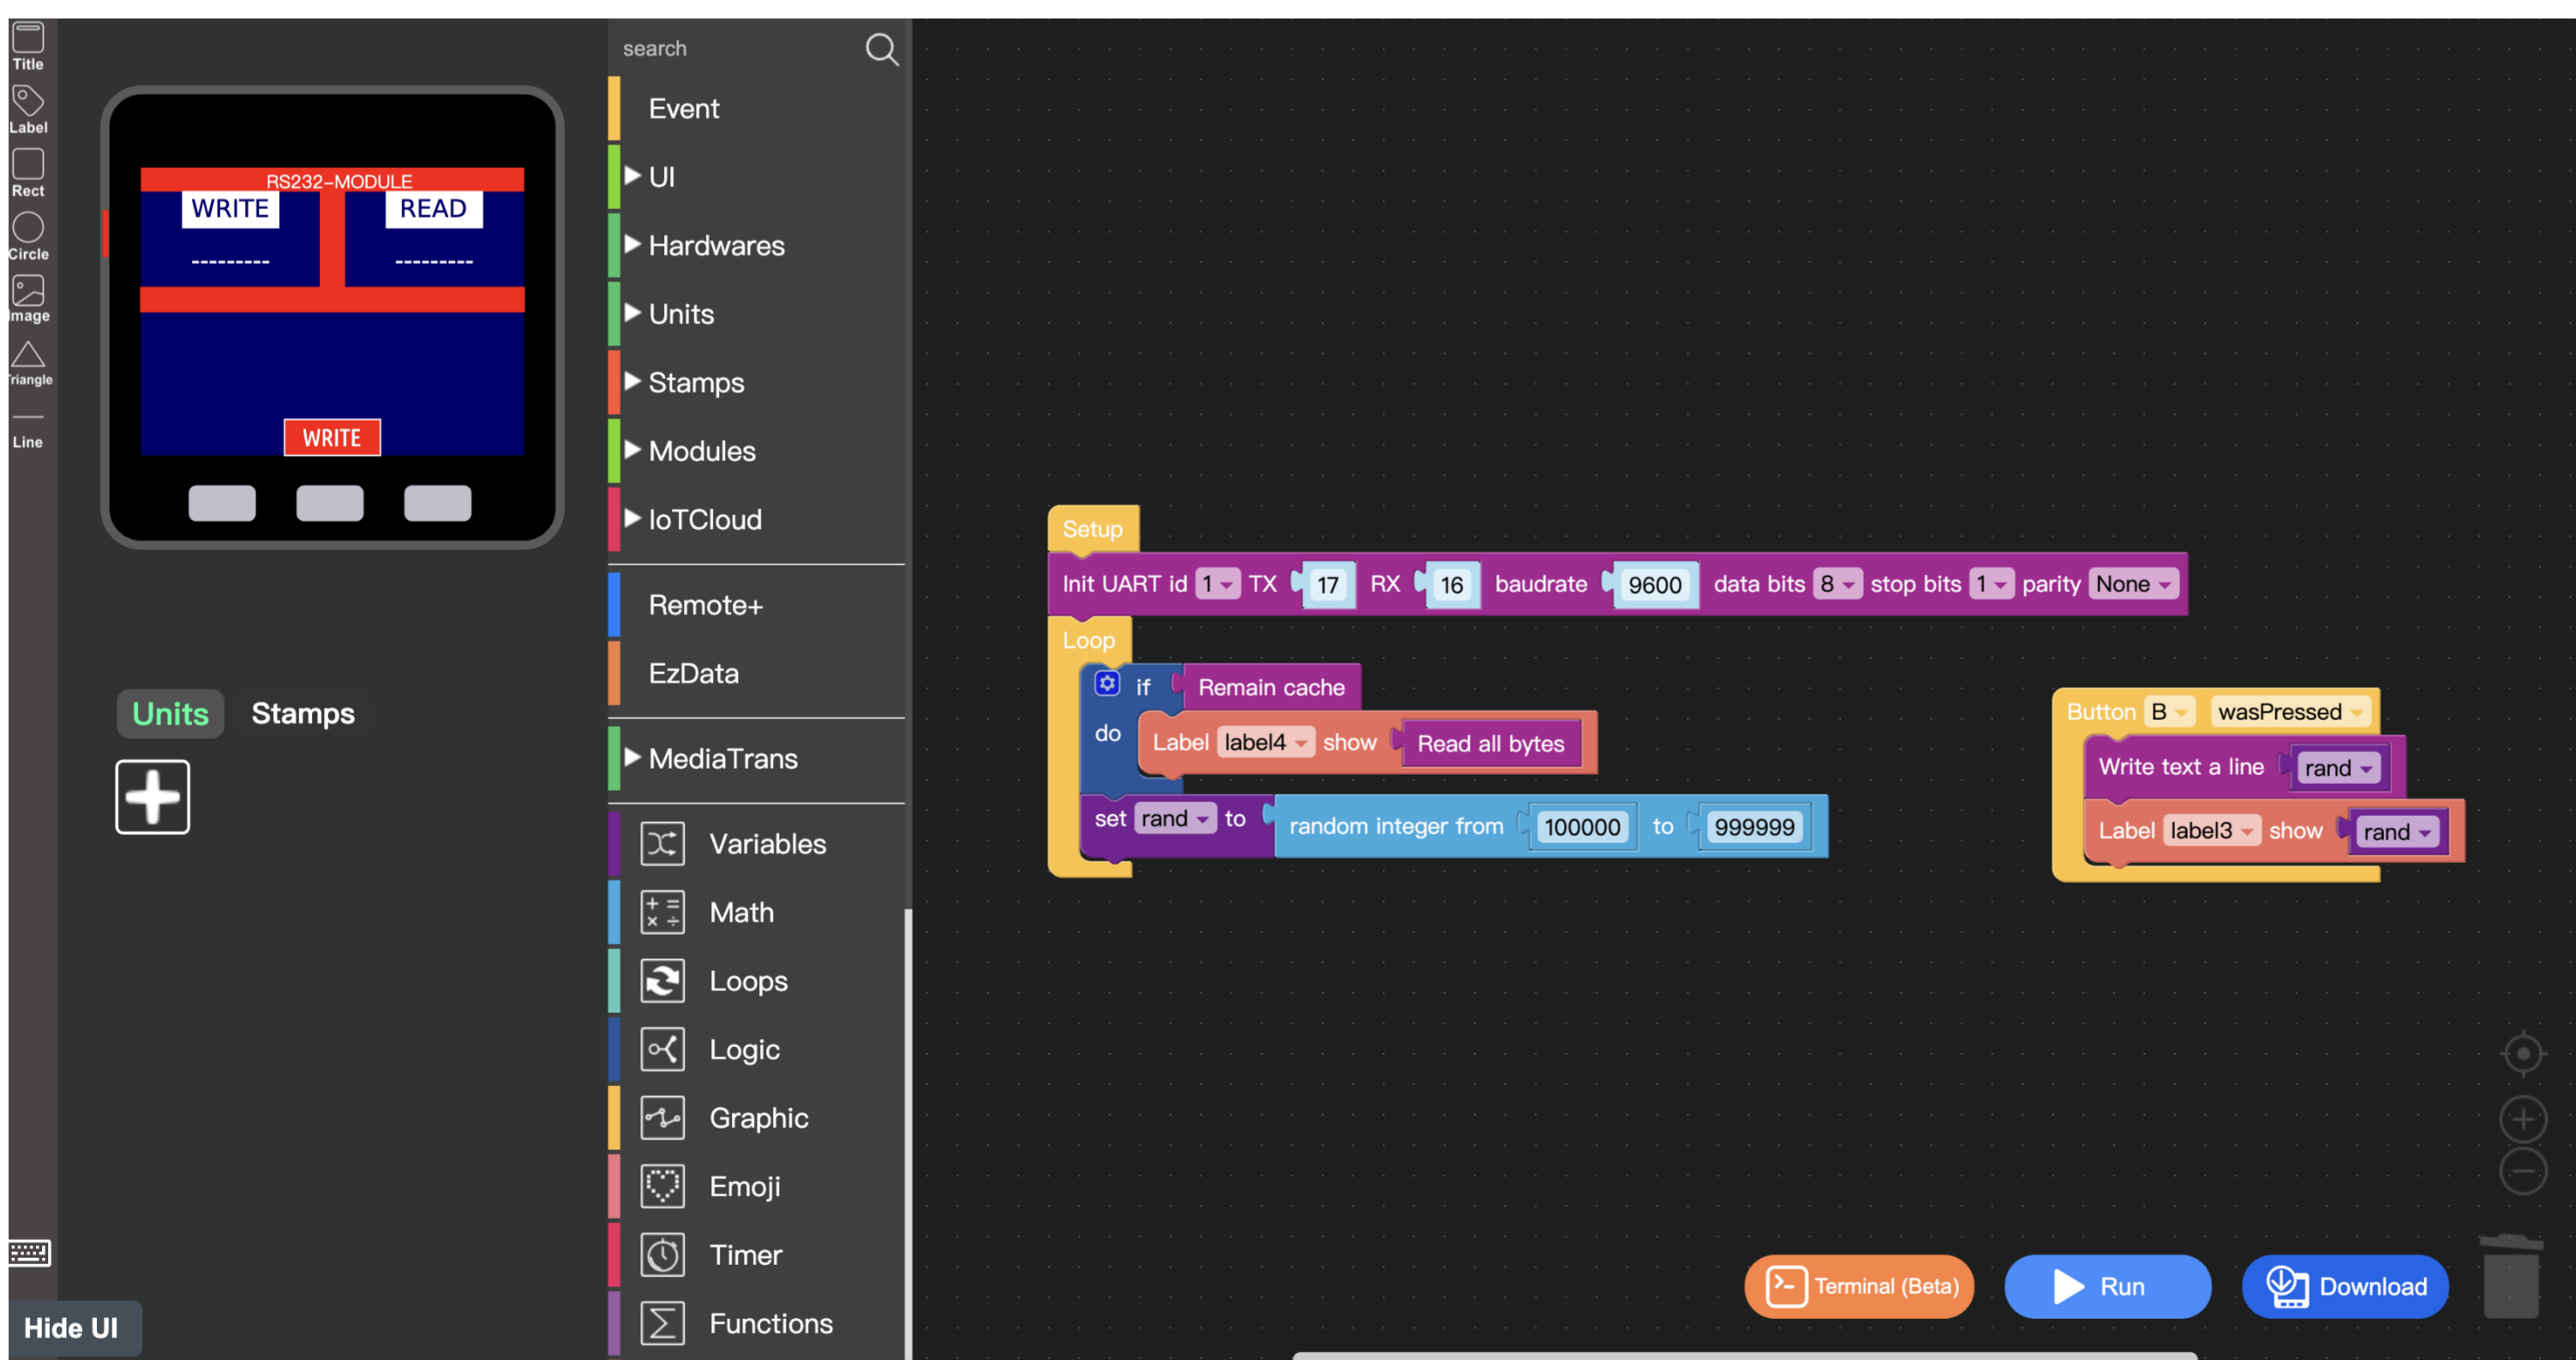 Title
Label
Rect
Circle
Image
Triangle
Line
RS232-MODULE
WRITE
READ
---------
---------
WRITE
Units
Stamps
Hide UI
search
Event
UI
Hardwares
Units
Stamps
Modules
IoTCloud
Remote+
EzData
MediaTrans
Variables
Math
Loops
Logic
Graphic
Emoji
Timer
Functions
Setup
Init UART id 1 TX 17 RX 16 baudrate 9600 data bits 8 stop bits 1 parity None
Loop
if Remain cache
do Label label4 show Read all bytes
set rand to random integer from 100000 to 999999
Button B wasPressed
Write text a line rand
Label label3 show rand
Terminal (Beta)
Run
Download